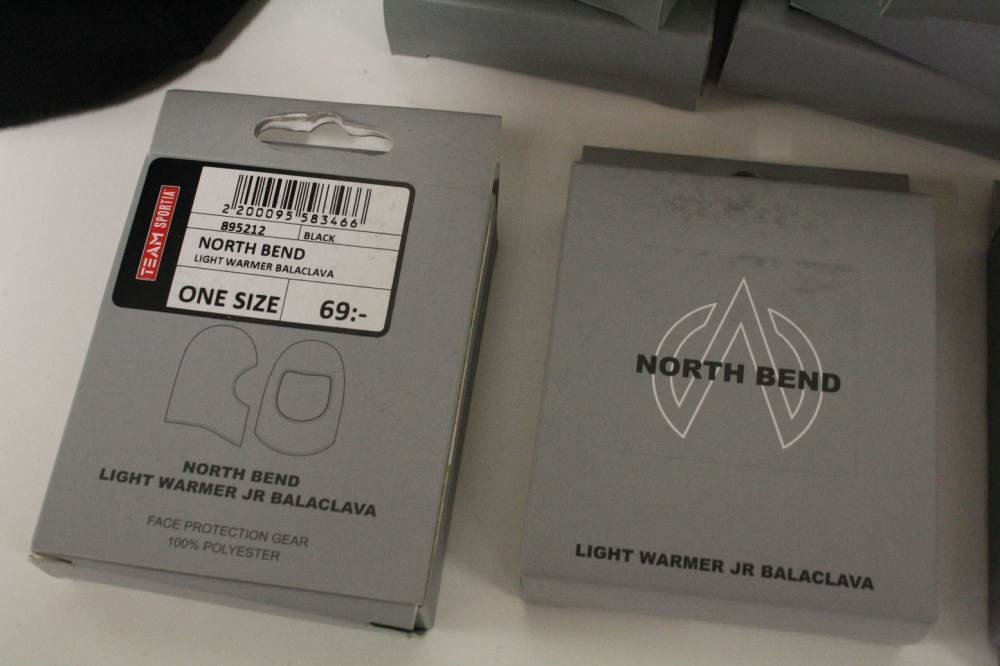 TEAM SPORTIA
2 200095 583466
895212 BLACK
NORTH BEND
LIGHT WARMER BALACLAVA
ONE SIZE 69:-
NORTH BEND
LIGHT WARMER JR BALACLAVA
FACE PROTECTION GEAR
100% POLYESTER
NORTH BEND
LIGHT WARMER JR BALACLAVA